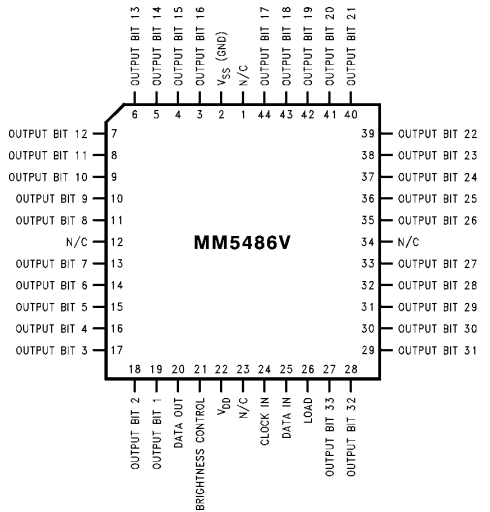 OUTPUT BIT 13
OUTPUT BIT 14
OUTPUT BIT 15
OUTPUT BIT 16
VSS (GND)
N/C
OUTPUT BIT 17
OUTPUT BIT 18
OUTPUT BIT 19
OUTPUT BIT 20
OUTPUT BIT 21
6 5 4 3 2 1 44 43 42 41 40
OUTPUT BIT 12 7
OUTPUT BIT 11 8
OUTPUT BIT 10 9
OUTPUT BIT 9 10
OUTPUT BIT 8 11
N/C 12
OUTPUT BIT 7 13
OUTPUT BIT 6 14
OUTPUT BIT 5 15
OUTPUT BIT 4 16
OUTPUT BIT 3 17
MM5486V
39 OUTPUT BIT 22
38 OUTPUT BIT 23
37 OUTPUT BIT 24
36 OUTPUT BIT 25
35 OUTPUT BIT 26
34 N/C
33 OUTPUT BIT 27
32 OUTPUT BIT 28
31 OUTPUT BIT 29
30 OUTPUT BIT 30
29 OUTPUT BIT 31
18 19 20 21 22 23 24 25 26 27 28
OUTPUT BIT 2
OUTPUT BIT 1
DATA OUT
BRIGHTNESS CONTROL
VDD
N/C
CLOCK IN
DATA IN
LOAD
OUTPUT BIT 33
OUTPUT BIT 32